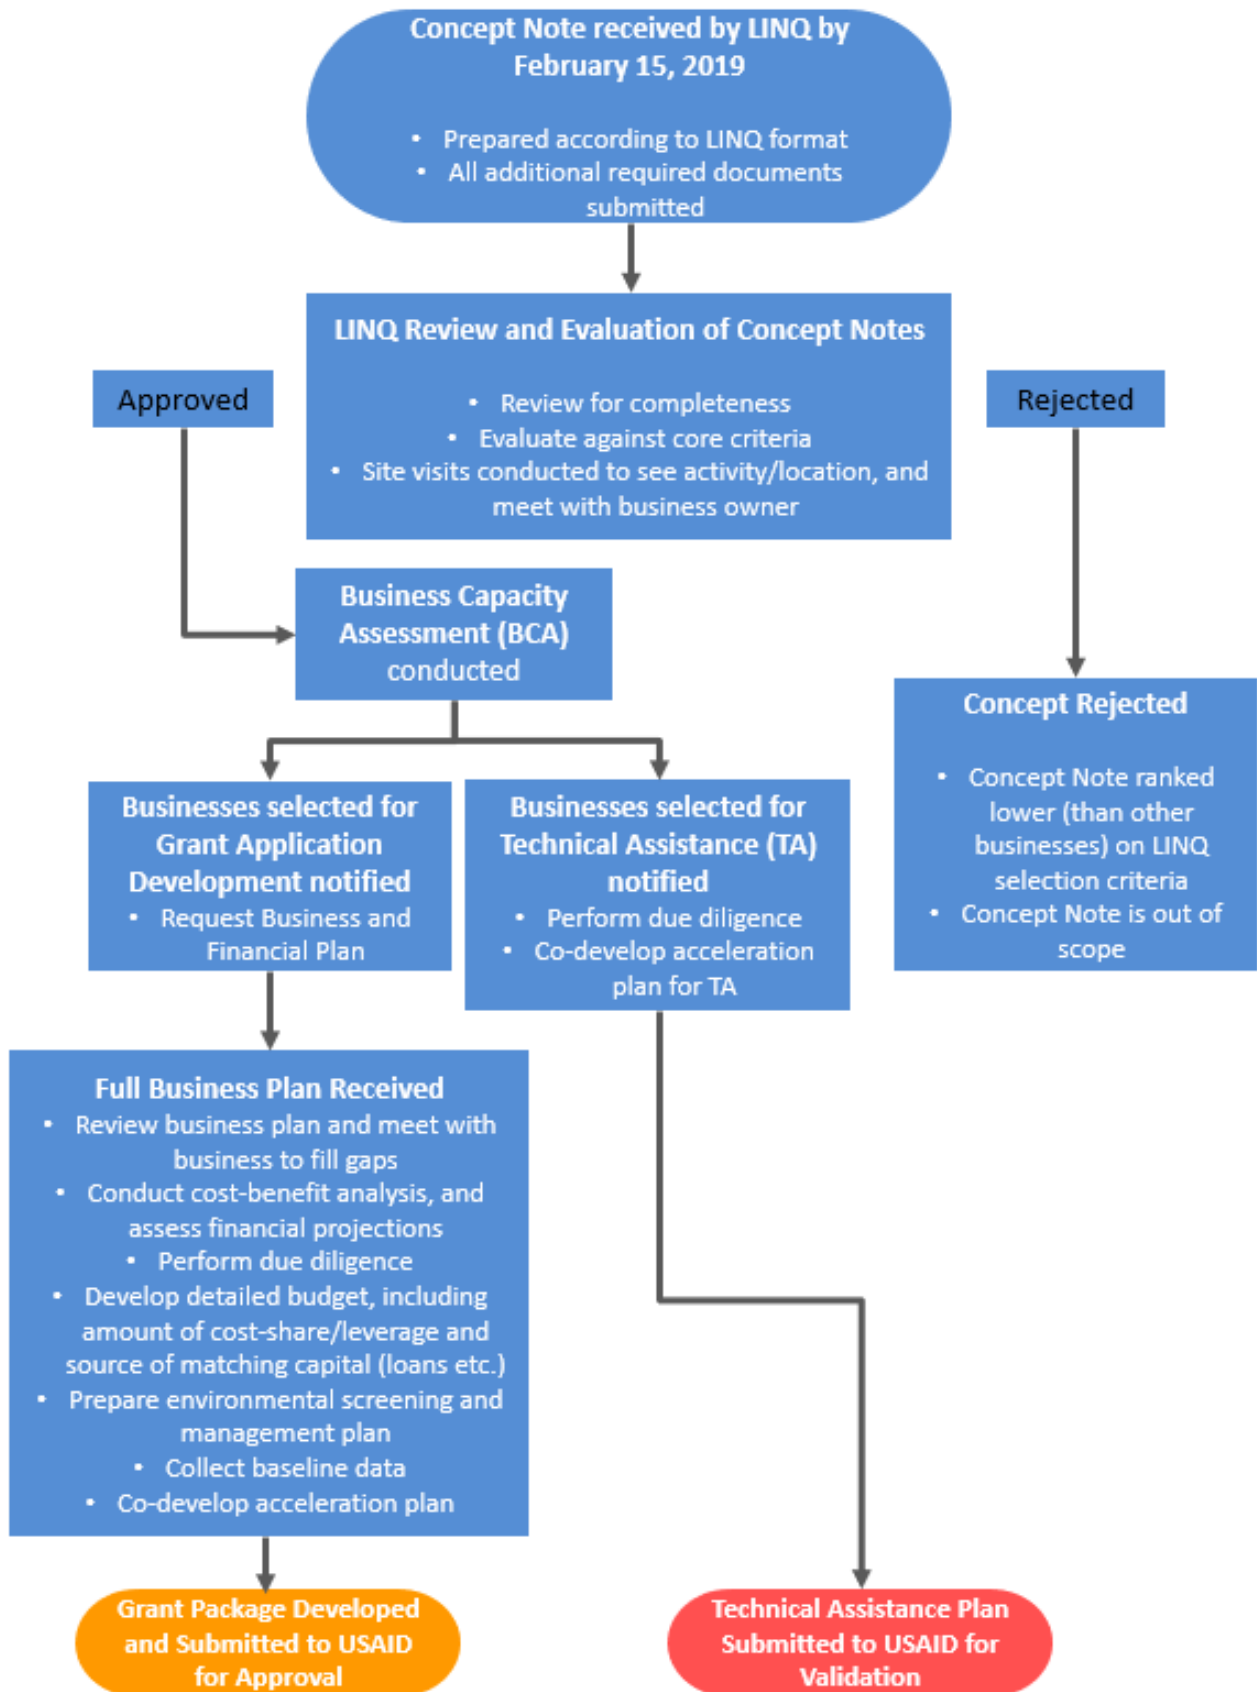 Concept Note received by LINQ by
February 15, 2019
• Prepared according to LINQ format
• All additional required documents
submitted
LINQ Review and Evaluation of Concept Notes
• Review for completeness
• Evaluate against core criteria
• Site visits conducted to see activity/location, and
meet with business owner
Approved
Rejected
Business Capacity
Assessment (BCA)
conducted
Concept Rejected
• Concept Note ranked
lower (than other
businesses) on LINQ
selection criteria
• Concept Note is out of
scope
Businesses selected for
Grant Application
Development notified
• Request Business and
Financial Plan
Businesses selected for
Technical Assistance (TA)
notified
• Perform due diligence
• Co-develop acceleration
plan for TA
Full Business Plan Received
• Review business plan and meet with
business to fill gaps
• Conduct cost-benefit analysis, and
assess financial projections
• Perform due diligence
• Develop detailed budget, including
amount of cost-share/leverage and
source of matching capital (loans etc.)
• Prepare environmental screening and
management plan
• Collect baseline data
• Co-develop acceleration plan
Grant Package Developed
and Submitted to USAID
for Approval
Technical Assistance Plan
Submitted to USAID for
Validation